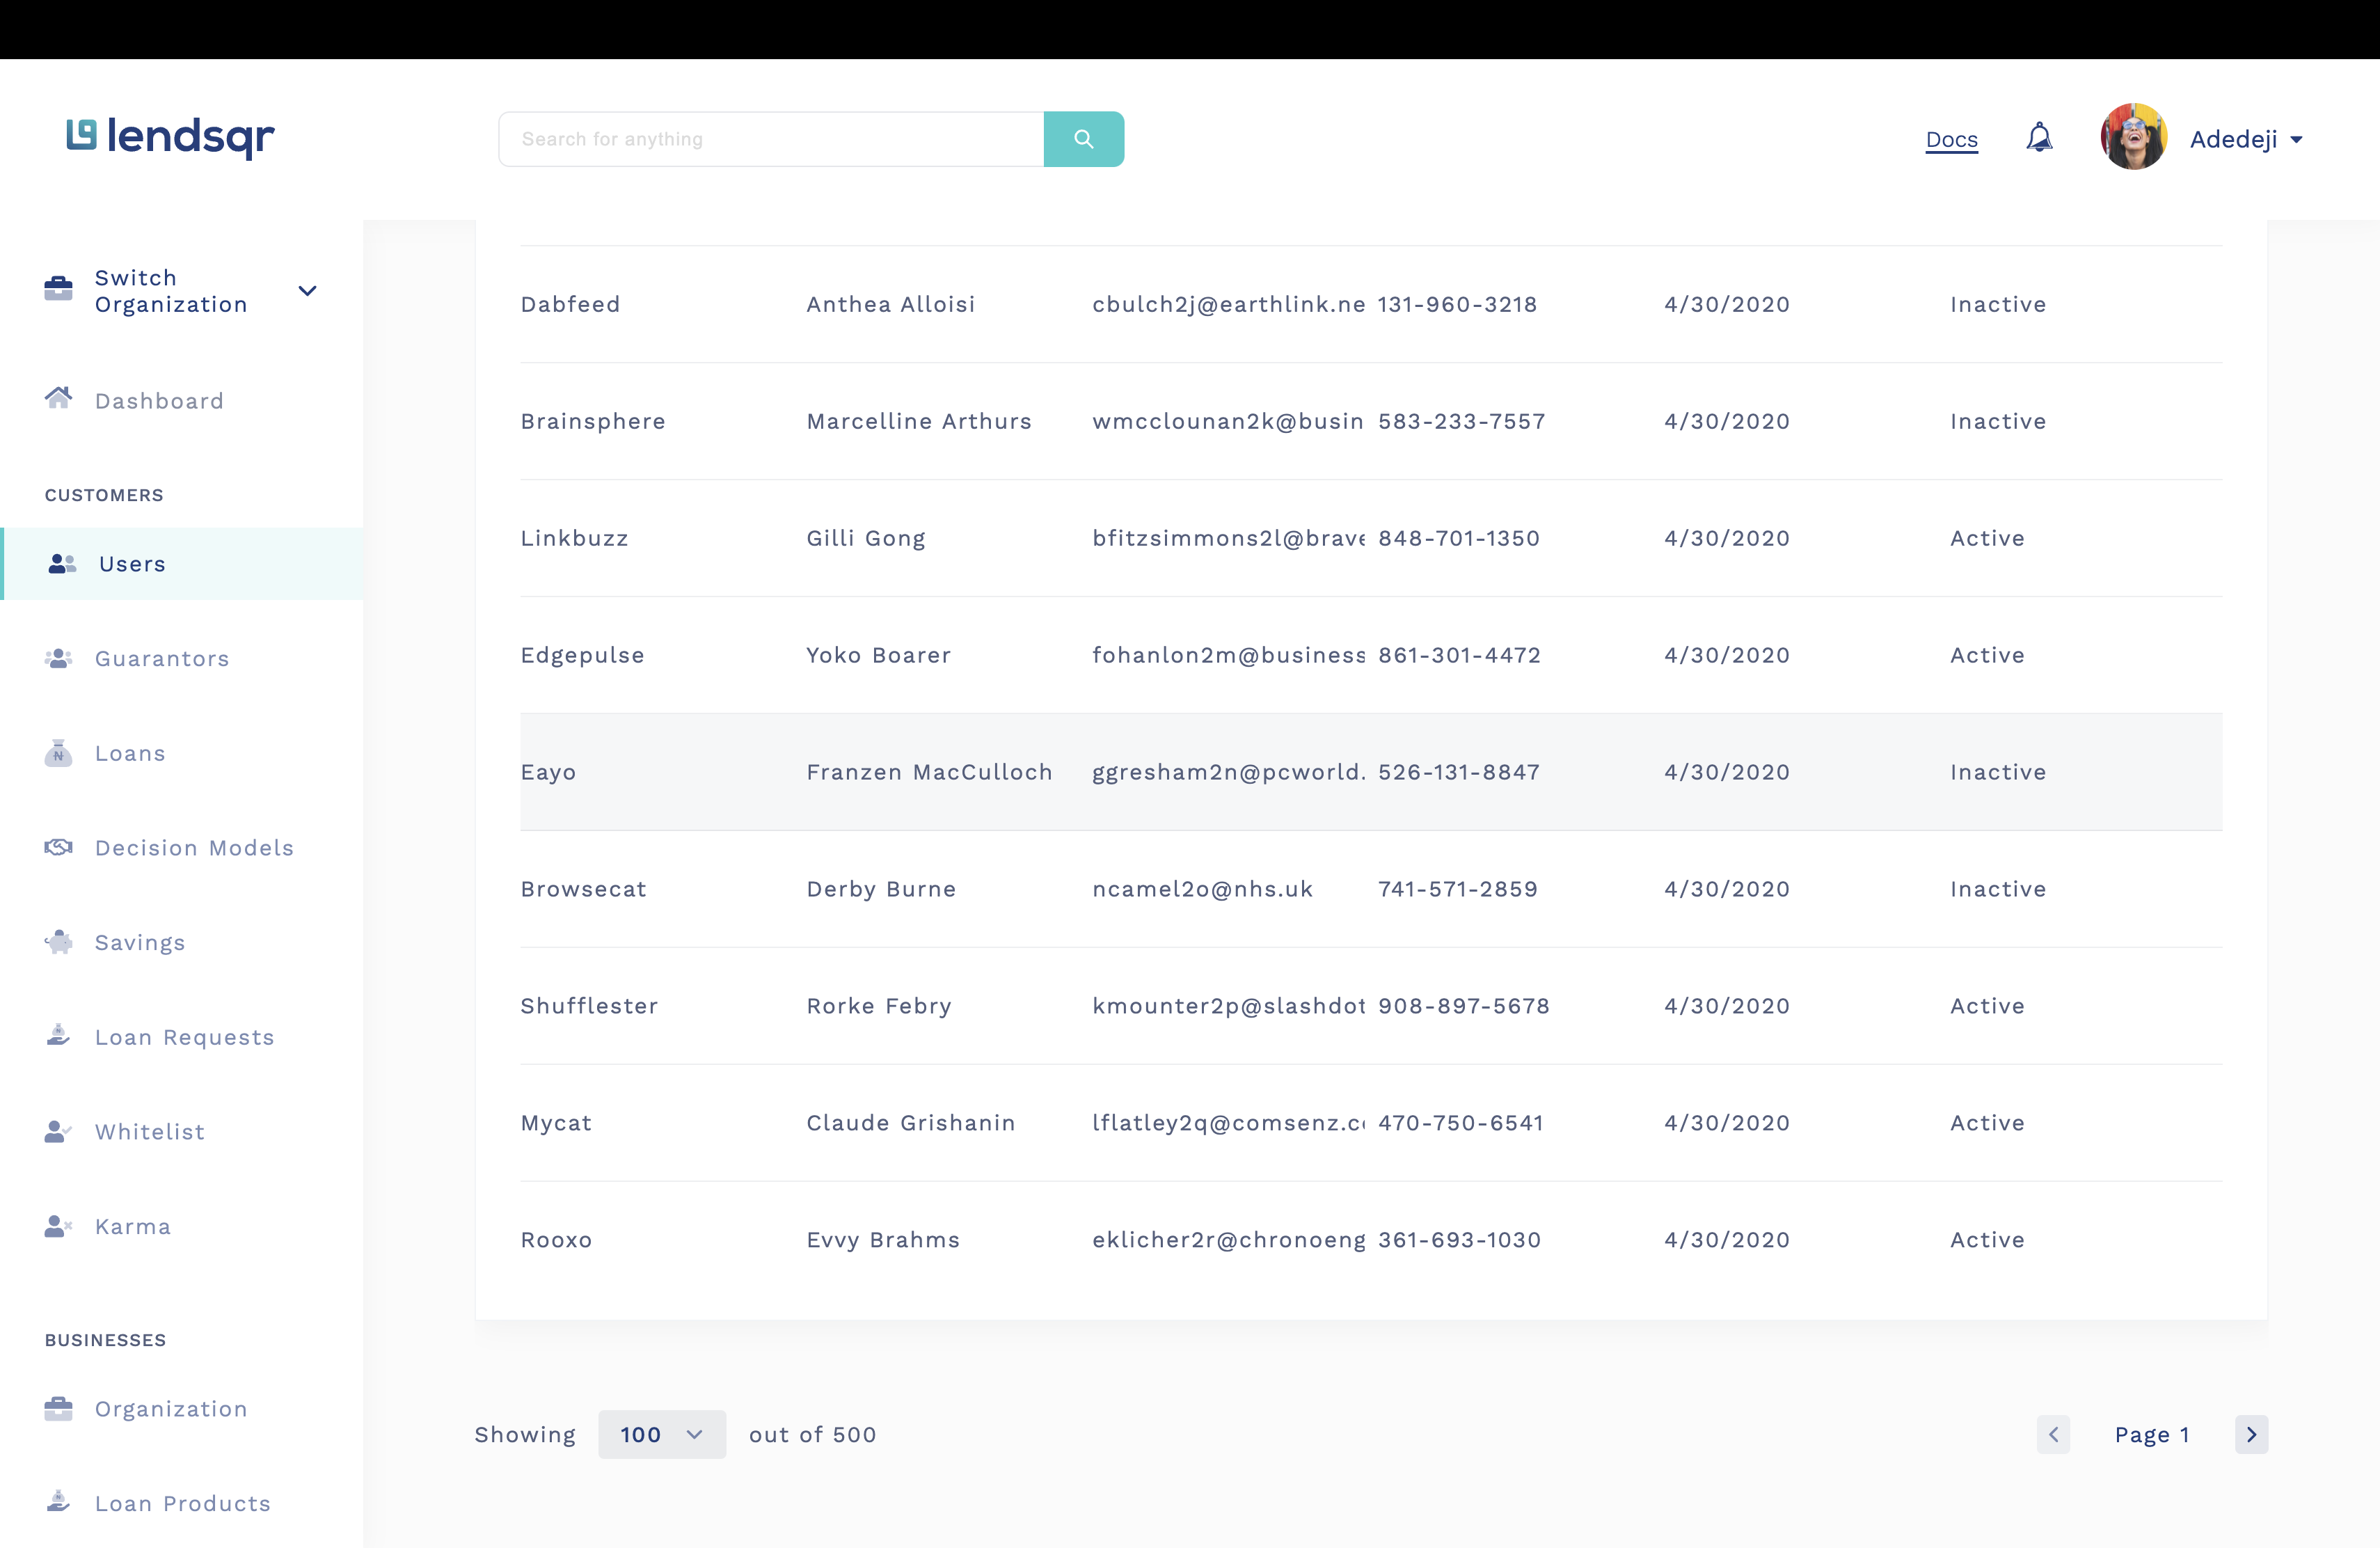 lendsqr
Search for anything
Docs
Adedeji
Switch
Organization
Dashboard
CUSTOMERS
Users
Guarantors
Loans
Decision Models
Savings
Loan Requests
Whitelist
Karma
BUSINESSES
Organization
Loan Products
Dabfeed Anthea Alloisi cbulch2j@earthlink.ne 131-960-3218 4/30/2020 Inactive
Brainsphere Marcelline Arthurs wmcclounan2k@busin 583-233-7557 4/30/2020 Inactive
Linkbuzz Gilli Gong bfitzsimmons2l@brave 848-701-1350 4/30/2020 Active
Edgepulse Yoko Boarer fohanlon2m@business 861-301-4472 4/30/2020 Active
Eayo Franzen MacCulloch ggresham2n@pcworld. 526-131-8847 4/30/2020 Inactive
Browsecat Derby Burne ncamel2o@nhs.uk 741-571-2859 4/30/2020 Inactive
Shufflester Rorke Febry kmounter2p@slashdot 908-897-5678 4/30/2020 Active
Mycat Claude Grishanin lflatley2q@comsenz.c 470-750-6541 4/30/2020 Active
Rooxo Evvy Brahms eklicher2r@chronoeng 361-693-1030 4/30/2020 Active
Showing 100 out of 500
Page 1